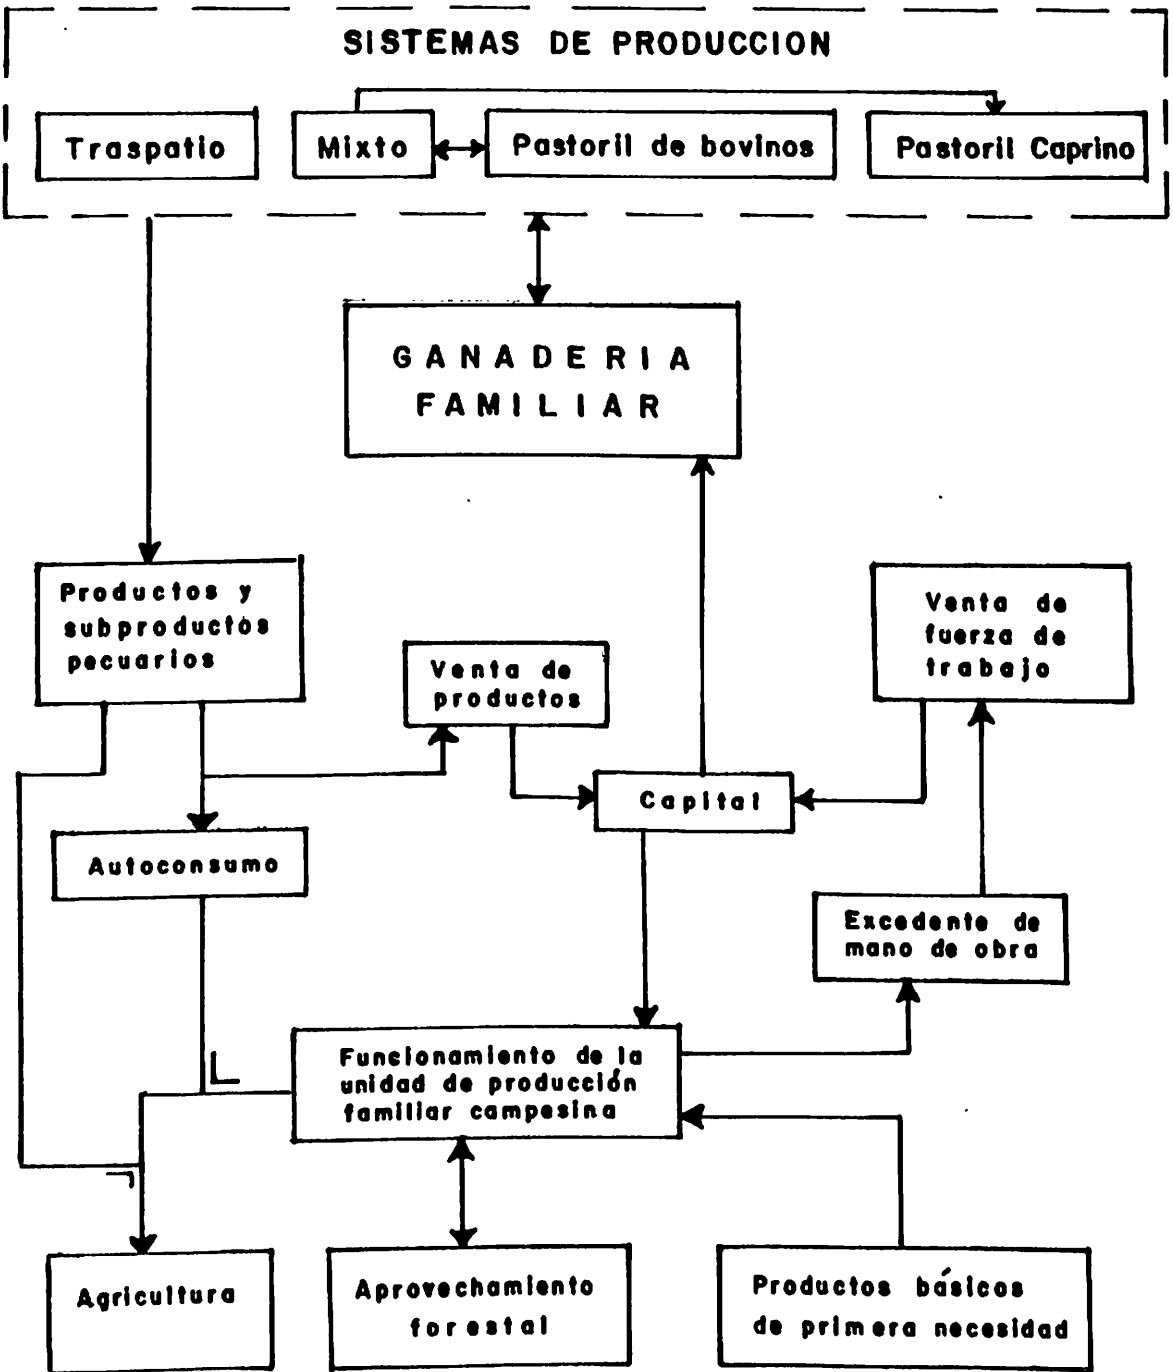 SISTEMAS DE PRODUCCION
Traspatio
Mixto
Pastoril de bovinos
Pastoril Caprino
GANADERIA
FAMILIAR
Productos y
subproductos
pecuarios
Venta de
fuerza de
trabajo
Venta de
productos
Capital
Autoconsumo
Excedente de
mano de obra
Funcionamiento de la
unidad de producción
familiar campesina
Agricultura
Aprovechamiento
forestal
Productos básicos
de primera necesidad